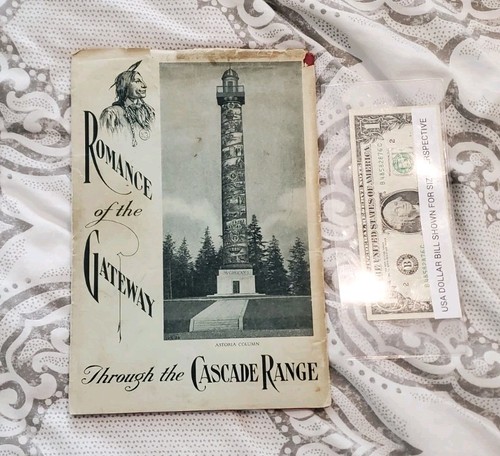 ROMANCE
of the
GATEWAY
ASTORIA COLUMN
Through the CASCADE RANGE
THE UNITED STATES OF AMERICA
USA DOLLAR BILL SHOWN FOR SIZE PERSPECTIVE